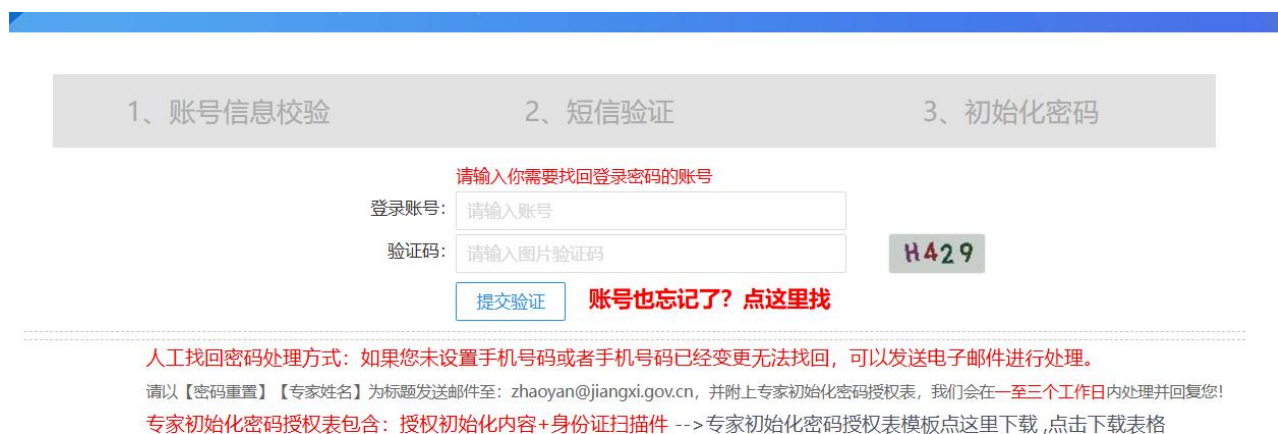 1、账号信息校验 2、短信验证 3、初始化密码
请输入你需要找回登录密码的账号
登录账号: 请输入账号
验证码: 请输入图片验证码 H429
提交验证 账号也忘记了？点这里找
人工找回密码处理方式：如果您未设置手机号码或者手机号码已经变更无法找回，可以发送电子邮件进行处理。
请以【密码重置】【专家姓名】为标题发送邮件至：zhaoyan@jiangxi.gov.cn，并附上专家初始化密码授权表，我们会在一至三个工作日内处理并回复您!
专家初始化密码授权表包含：授权初始化内容+身份证扫描件 -->专家初始化密码授权表模板点这里下载 ,点击下载表格